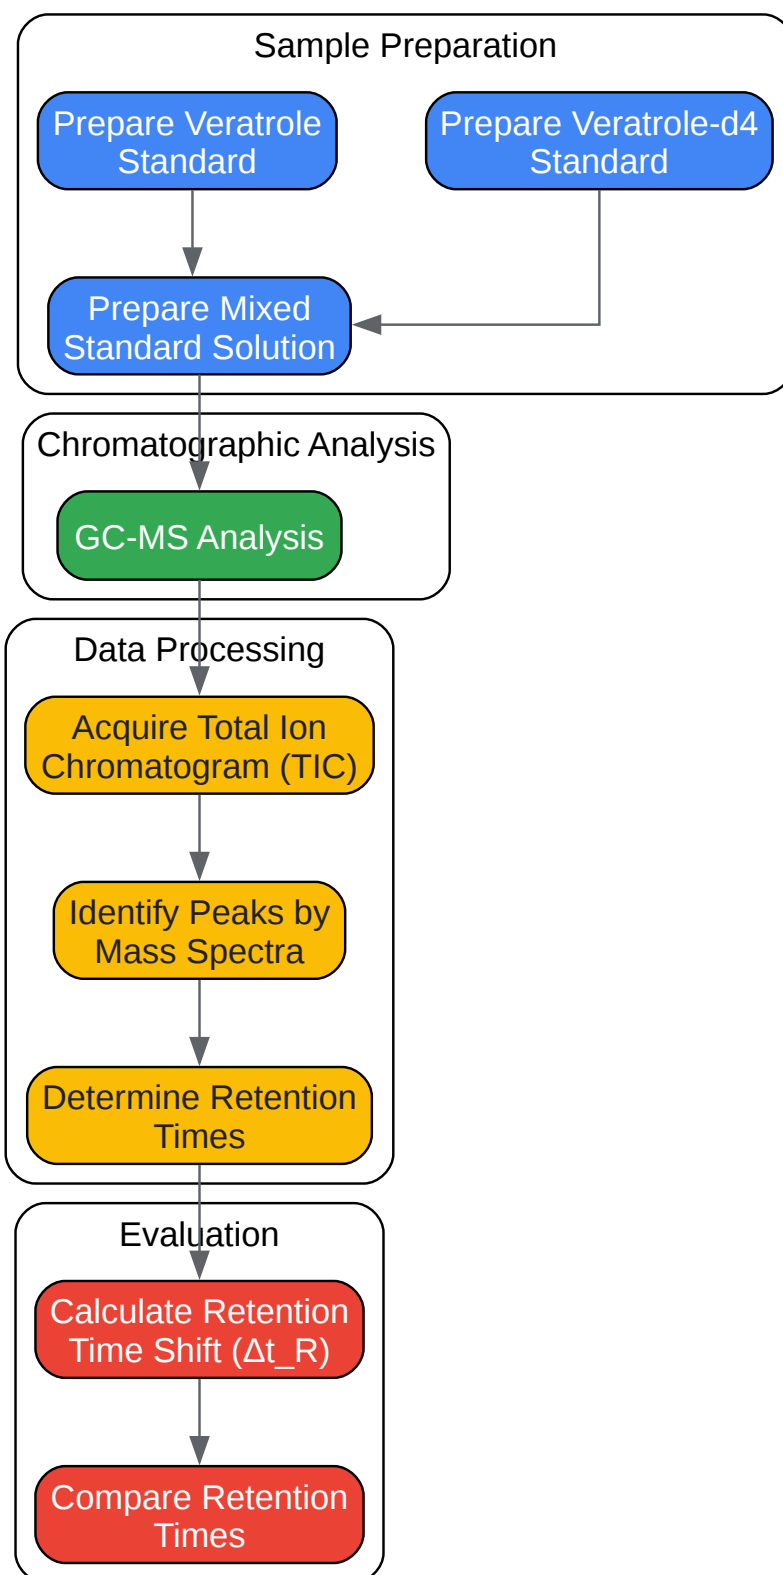 Sample Preparation
Prepare Veratrole
Standard
Prepare Veratrole-d4
Standard
Prepare Mixed
Standard Solution
Chromatographic Analysis
GC-MS Analysis
Data Processing
Acquire Total Ion
Chromatogram (TIC)
Identify Peaks by
Mass Spectra
Determine Retention
Times
Evaluation
Calculate Retention
Time Shift (Δt_R)
Compare Retention
Times